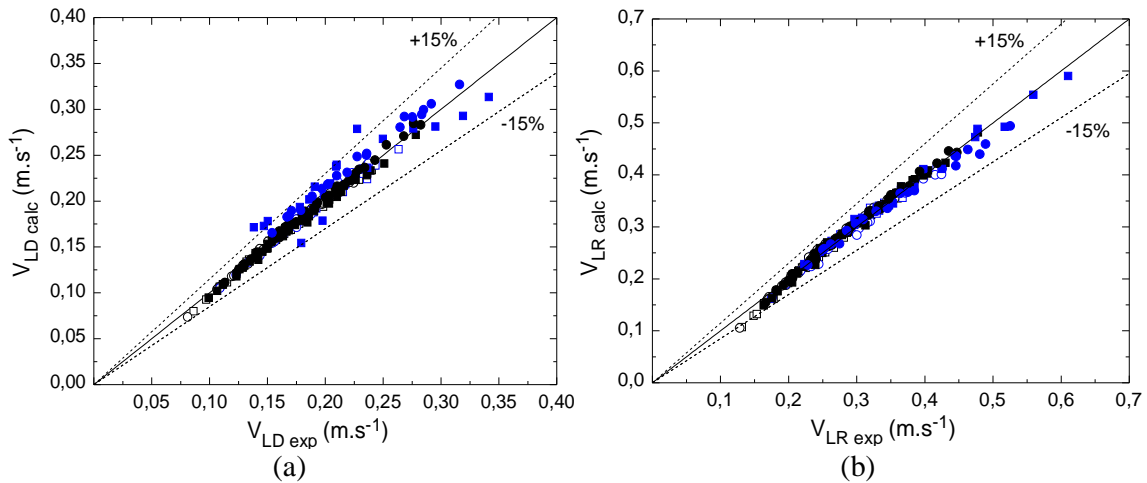 0,40
0,35
0,30
0,25
0,20
0,15
0,10
0,05
0,00
V_LD calc (m.s⁻¹)
+15%
-15%
0,05 0,10 0,15 0,20 0,25 0,30 0,35 0,40
V_LD exp (m.s⁻¹)
(a)
0,7
0,6
0,5
0,4
0,3
0,2
0,1
0,0
V_LR calc (m.s⁻¹)
+15%
-15%
0,1 0,2 0,3 0,4 0,5 0,6 0,7
V_LR exp (m.s⁻¹)
(b)